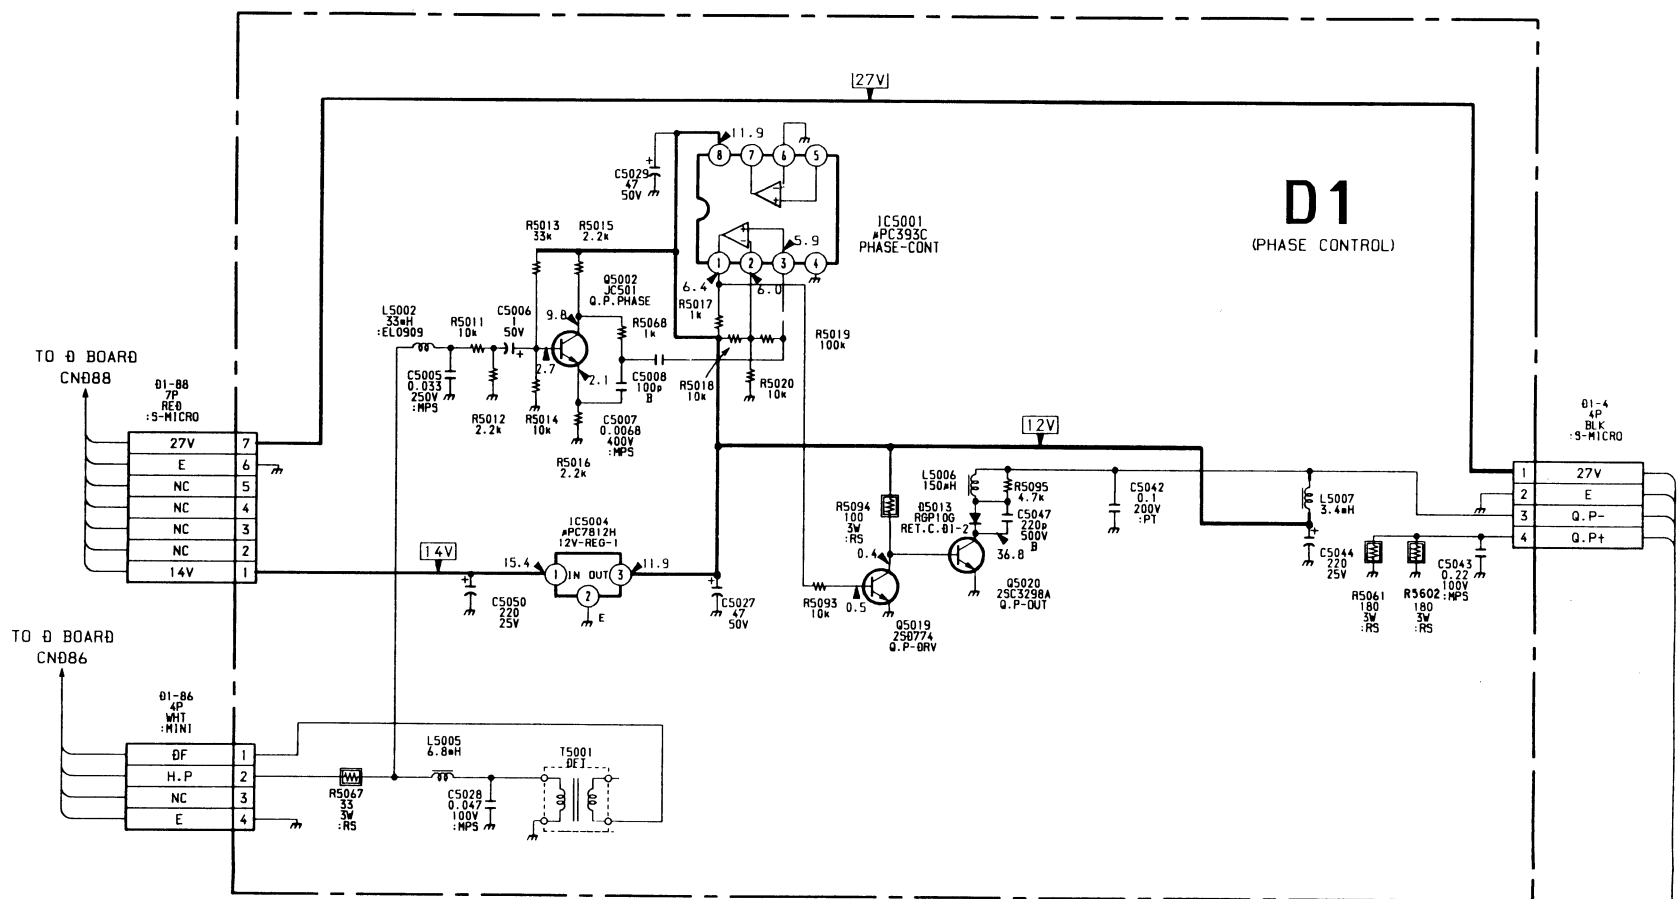 27V
D1
(PHASE CONTROL)
11.9
8
7
6
5
C5029
47
50V
+
IC5001
µPC393C
PHASE-CONT
5.9
1
2
3
4
6.4
6.0
R5013
33k
R5015
2.2k
Q5002
JC501
Q.P.PHASE
9.8
2.7
2.1
L5002
33mH
:EL0909
R5011
10k
C5006
1
50V
+
R5068
1k
R5017
1k
R5019
100k
C5005
0.033
250V
:MPS
R5012
2.2k
R5014
10k
C5008
100p
B
C5007
0.0068
400V
:MPS
R5018
10k
R5020
10k
R5016
2.2k
TO D BOARD
CND88
D1-88
7P
RED
:S-MICRO
27V 7
E 6
NC 5
NC 4
NC 3
NC 2
14V 1
14V
C5050
220
25V
+
IC5004
µPC7812H
12V-REG-1
15.4
1 IN OUT 3
2
E
11.9
C5027
47
50V
+
12V
R5094
100
3W
:RS
L5006
150µH
R5095
4.7k
D5013
RGP10G
RET.C.D1-2
C5047
220p
500V
B
36.8
0.4
R5093
10k
0.5
Q5019
2SD774
Q.P-DRV
Q5020
2SC3298A
Q.P-OUT
C5042
0.1
200V
:PT
L5007
3.4mH
C5044
220
25V
+
R5061
180
3W
:RS
R5602
180
3W
:RS
C5043
0.22
100V
:MPS
D1-4
4P
BLK
:S-MICRO
1 27V
2 E
3 Q.P-
4 Q.P+
TO D BOARD
CND86
D1-86
4P
WHT
:MINI
DF 1
H.P 2
NC 3
E 4
R5067
33
3W
:RS
L5005
6.8mH
C5028
0.047
100V
:MPS
T5001
DFT